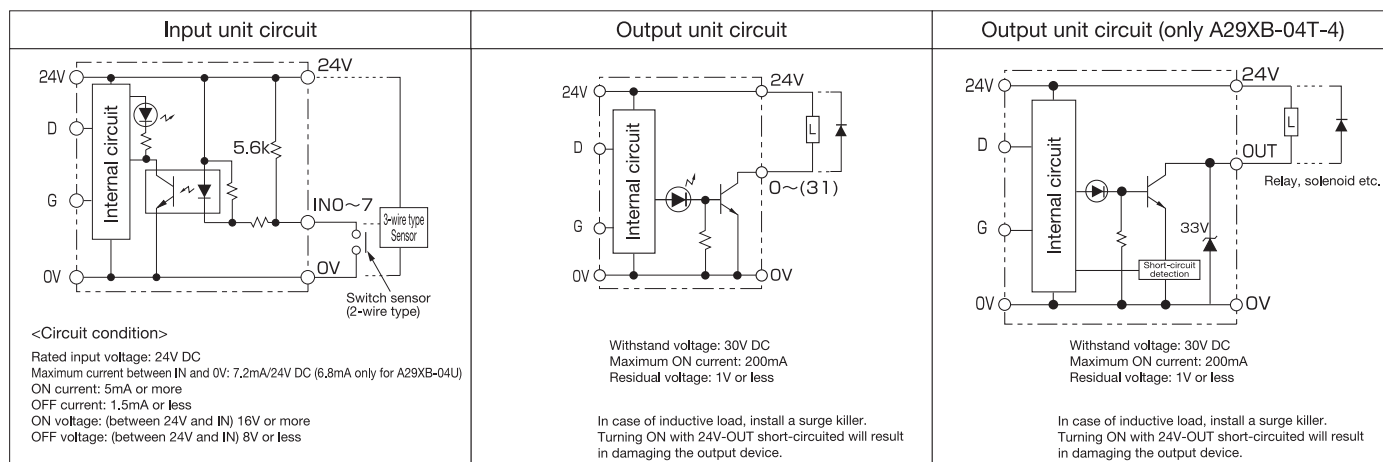 Input unit circuit
24V
24V
D
G
0V
Internal circuit
5.6k
IN0~7
3-wire type
Sensor
0V
Switch sensor
(2-wire type)
<Circuit condition>
Rated input voltage: 24V DC
Maximum current between IN and 0V: 7.2mA/24V DC (6.8mA only for A29XB-04U)
ON current: 5mA or more
OFF current: 1.5mA or less
ON voltage: (between 24V and IN) 16V or more
OFF voltage: (between 24V and IN) 8V or less
Output unit circuit
24V
24V
D
G
0V
Internal circuit
L
0~(31)
0V
Withstand voltage: 30V DC
Maximum ON current: 200mA
Residual voltage: 1V or less
In case of inductive load, install a surge killer.
Turning ON with 24V-OUT short-circuited will result
in damaging the output device.
Output unit circuit (only A29XB-04T-4)
24V
24V
D
G
0V
Internal circuit
L
OUT
Relay, solenoid etc.
33V
Short-circuit
detection
0V
Withstand voltage: 30V DC
Maximum ON current: 200mA
Residual voltage: 1V or less
In case of inductive load, install a surge killer.
Turning ON with 24V-OUT short-circuited will result
in damaging the output device.